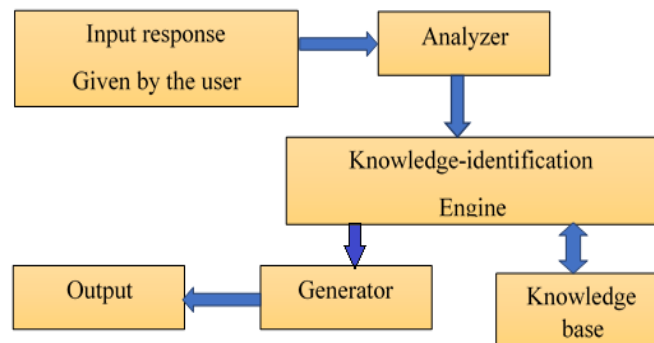 Input response
Given by the user
Analyzer
Knowledge-identification
Engine
Output
Generator
Knowledge
base